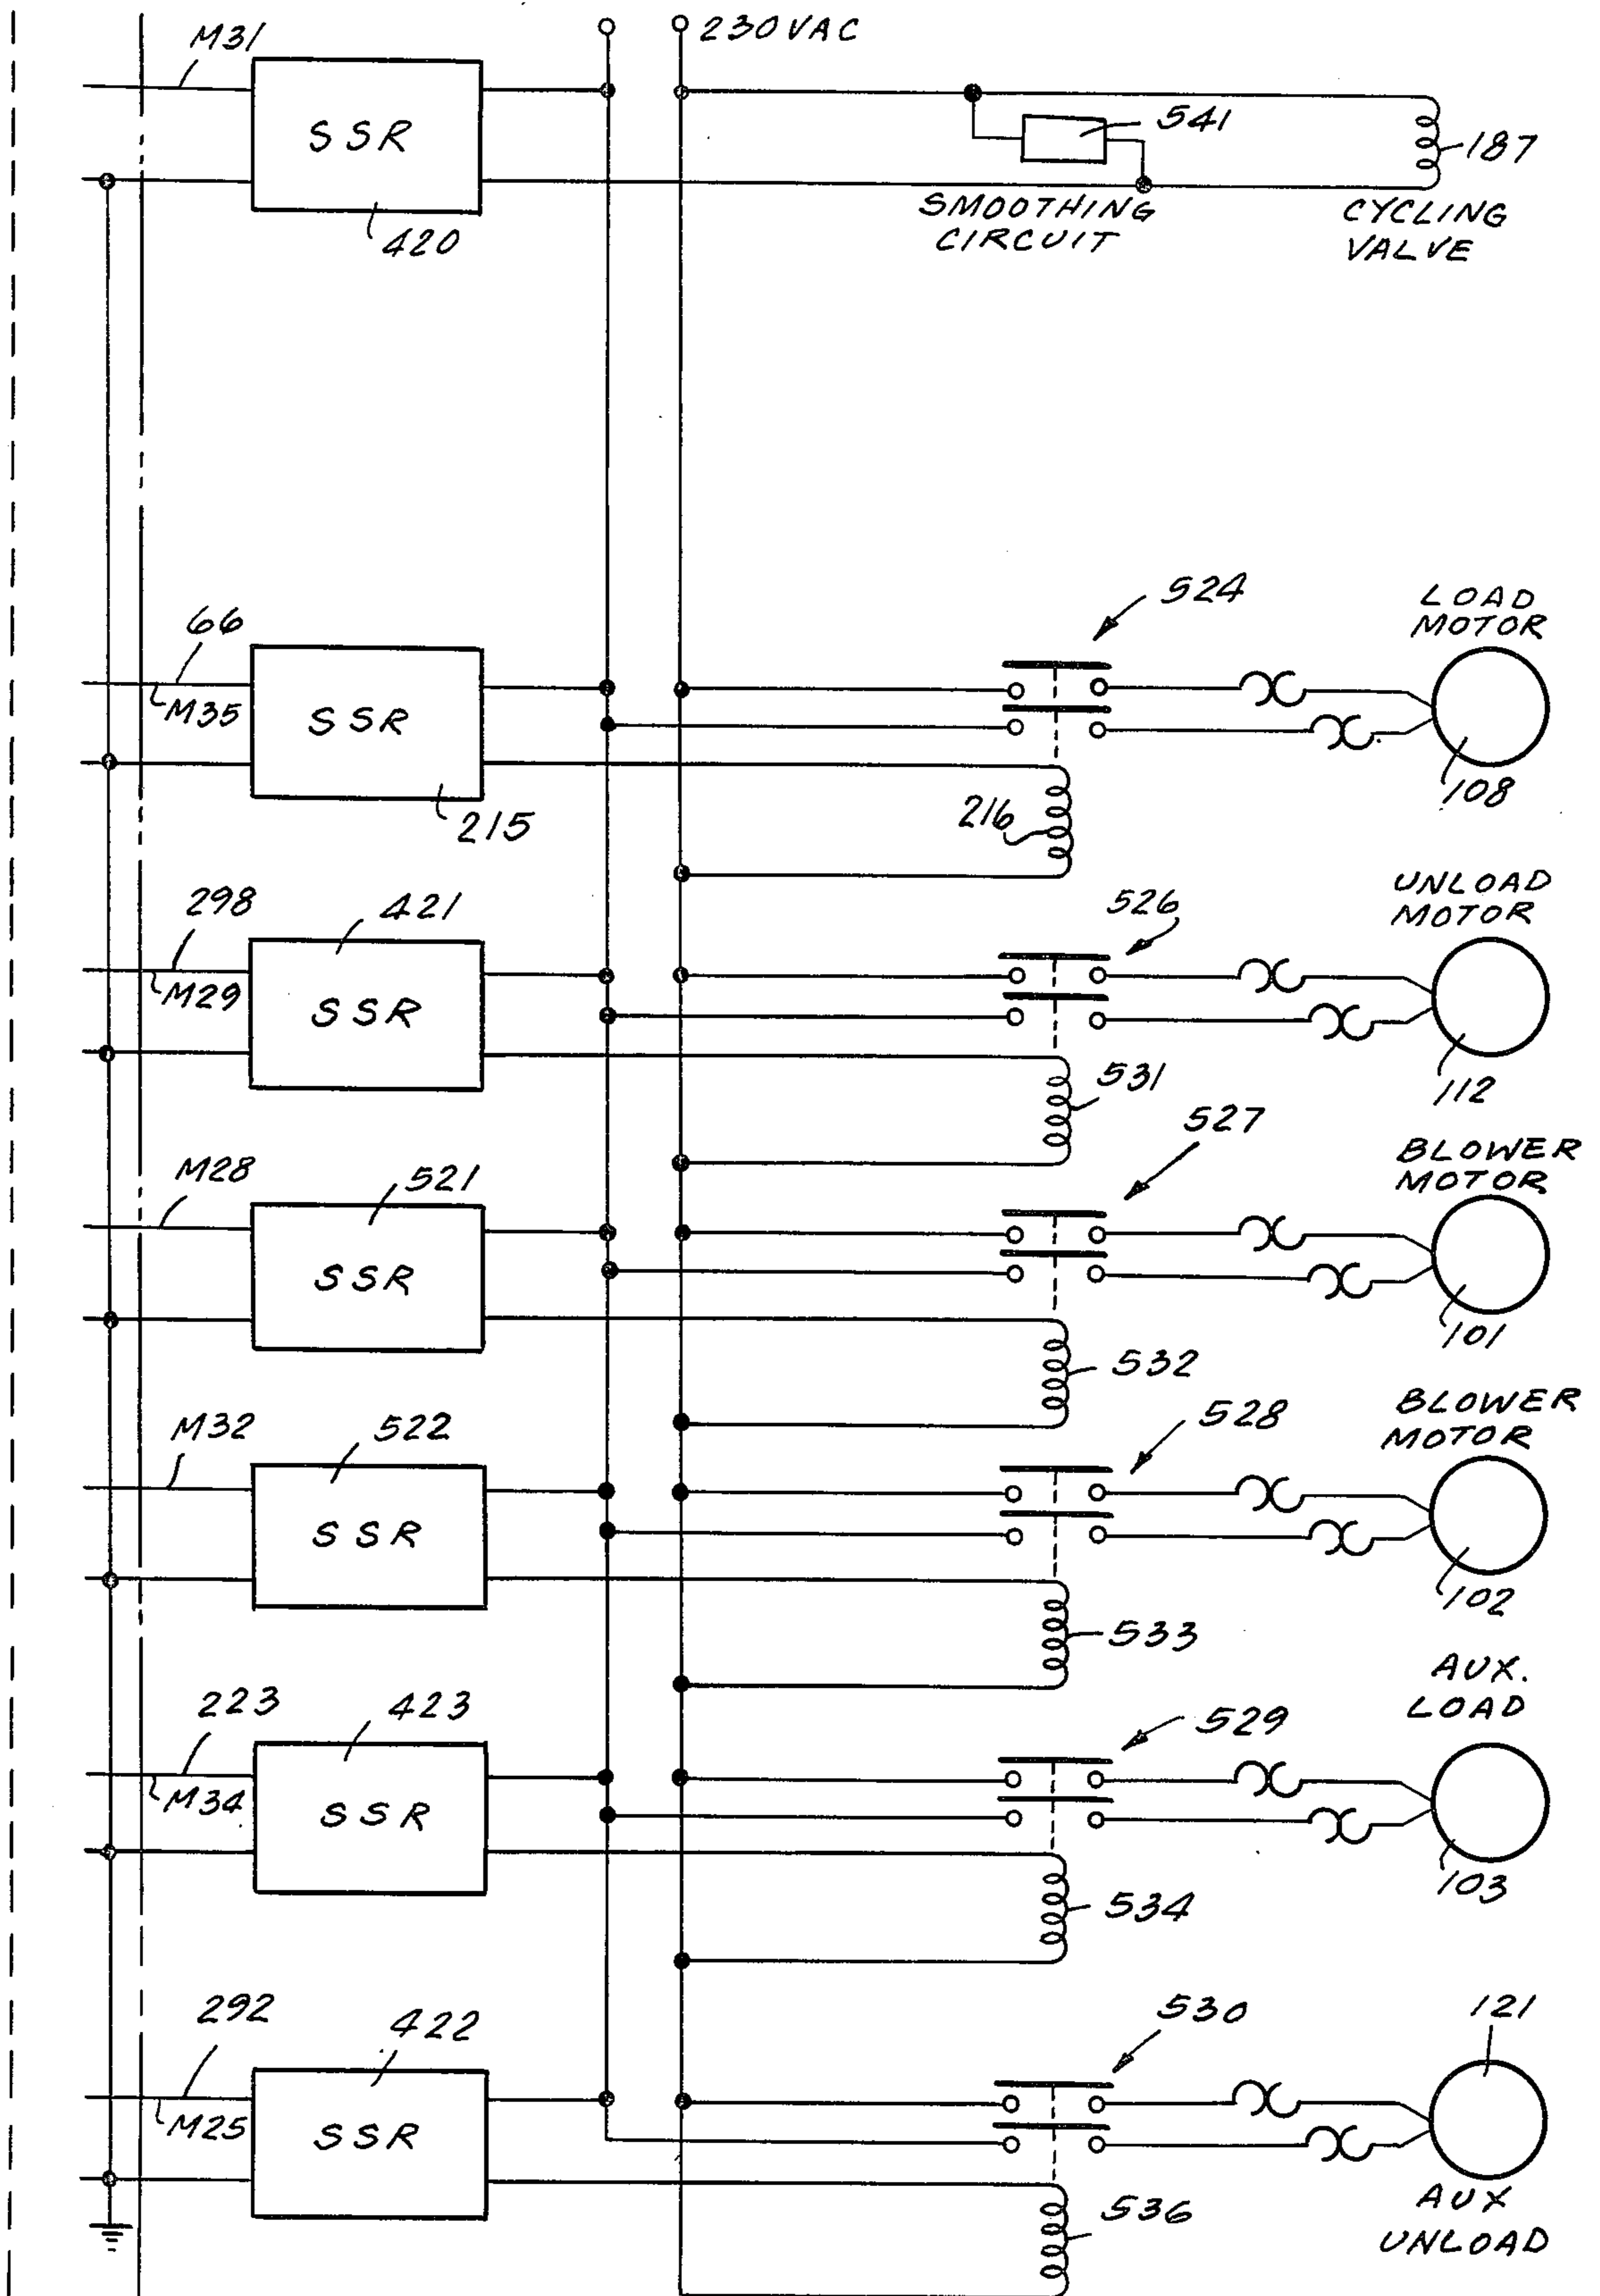 M31
230VAC
SSR
541
187
420
SMOOTHING
CIRCUIT
CYCLING
VALVE
524
LOAD
MOTOR
66
M35
SSR
215
216
108
298
421
526
UNLOAD
MOTOR
M29
SSR
531
112
M28
521
527
BLOWER
MOTOR
SSR
532
101
M32
522
528
BLOWER
MOTOR
SSR
533
102
223
423
529
AUX.
LOAD
M34
SSR
534
103
292
422
530
121
M25
SSR
536
AUX
UNLOAD